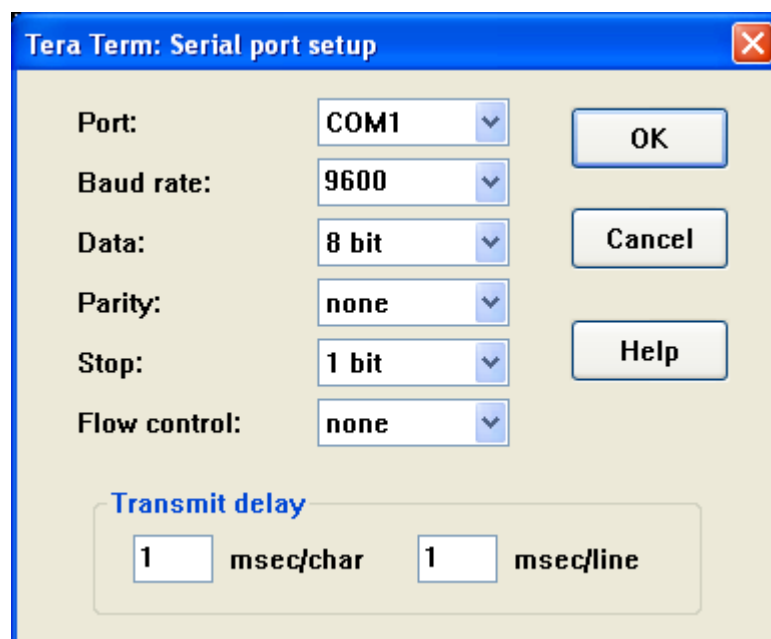 Tera Term: Serial port setup
Port: COM1
OK
Baud rate: 9600
Data: 8 bit
Cancel
Parity: none
Stop: 1 bit
Help
Flow control: none
Transmit delay
1 msec/char 1 msec/line